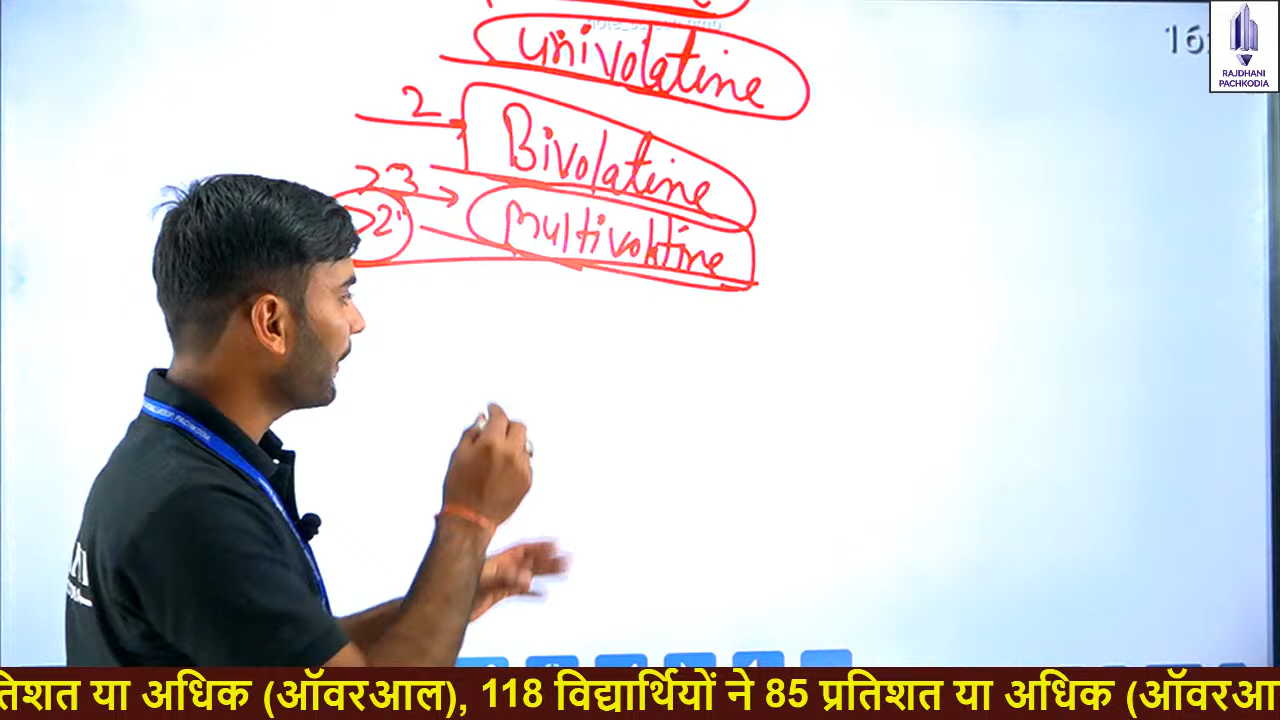 univolatine
16:
RAJDHANI
PACHKODIA
2
Bivolatine
>3
>2
multivoltine
तिशत या अधिक (ऑवरआल), 118 विद्यार्थियों ने 85 प्रतिशत या अधिक (ऑवरआ